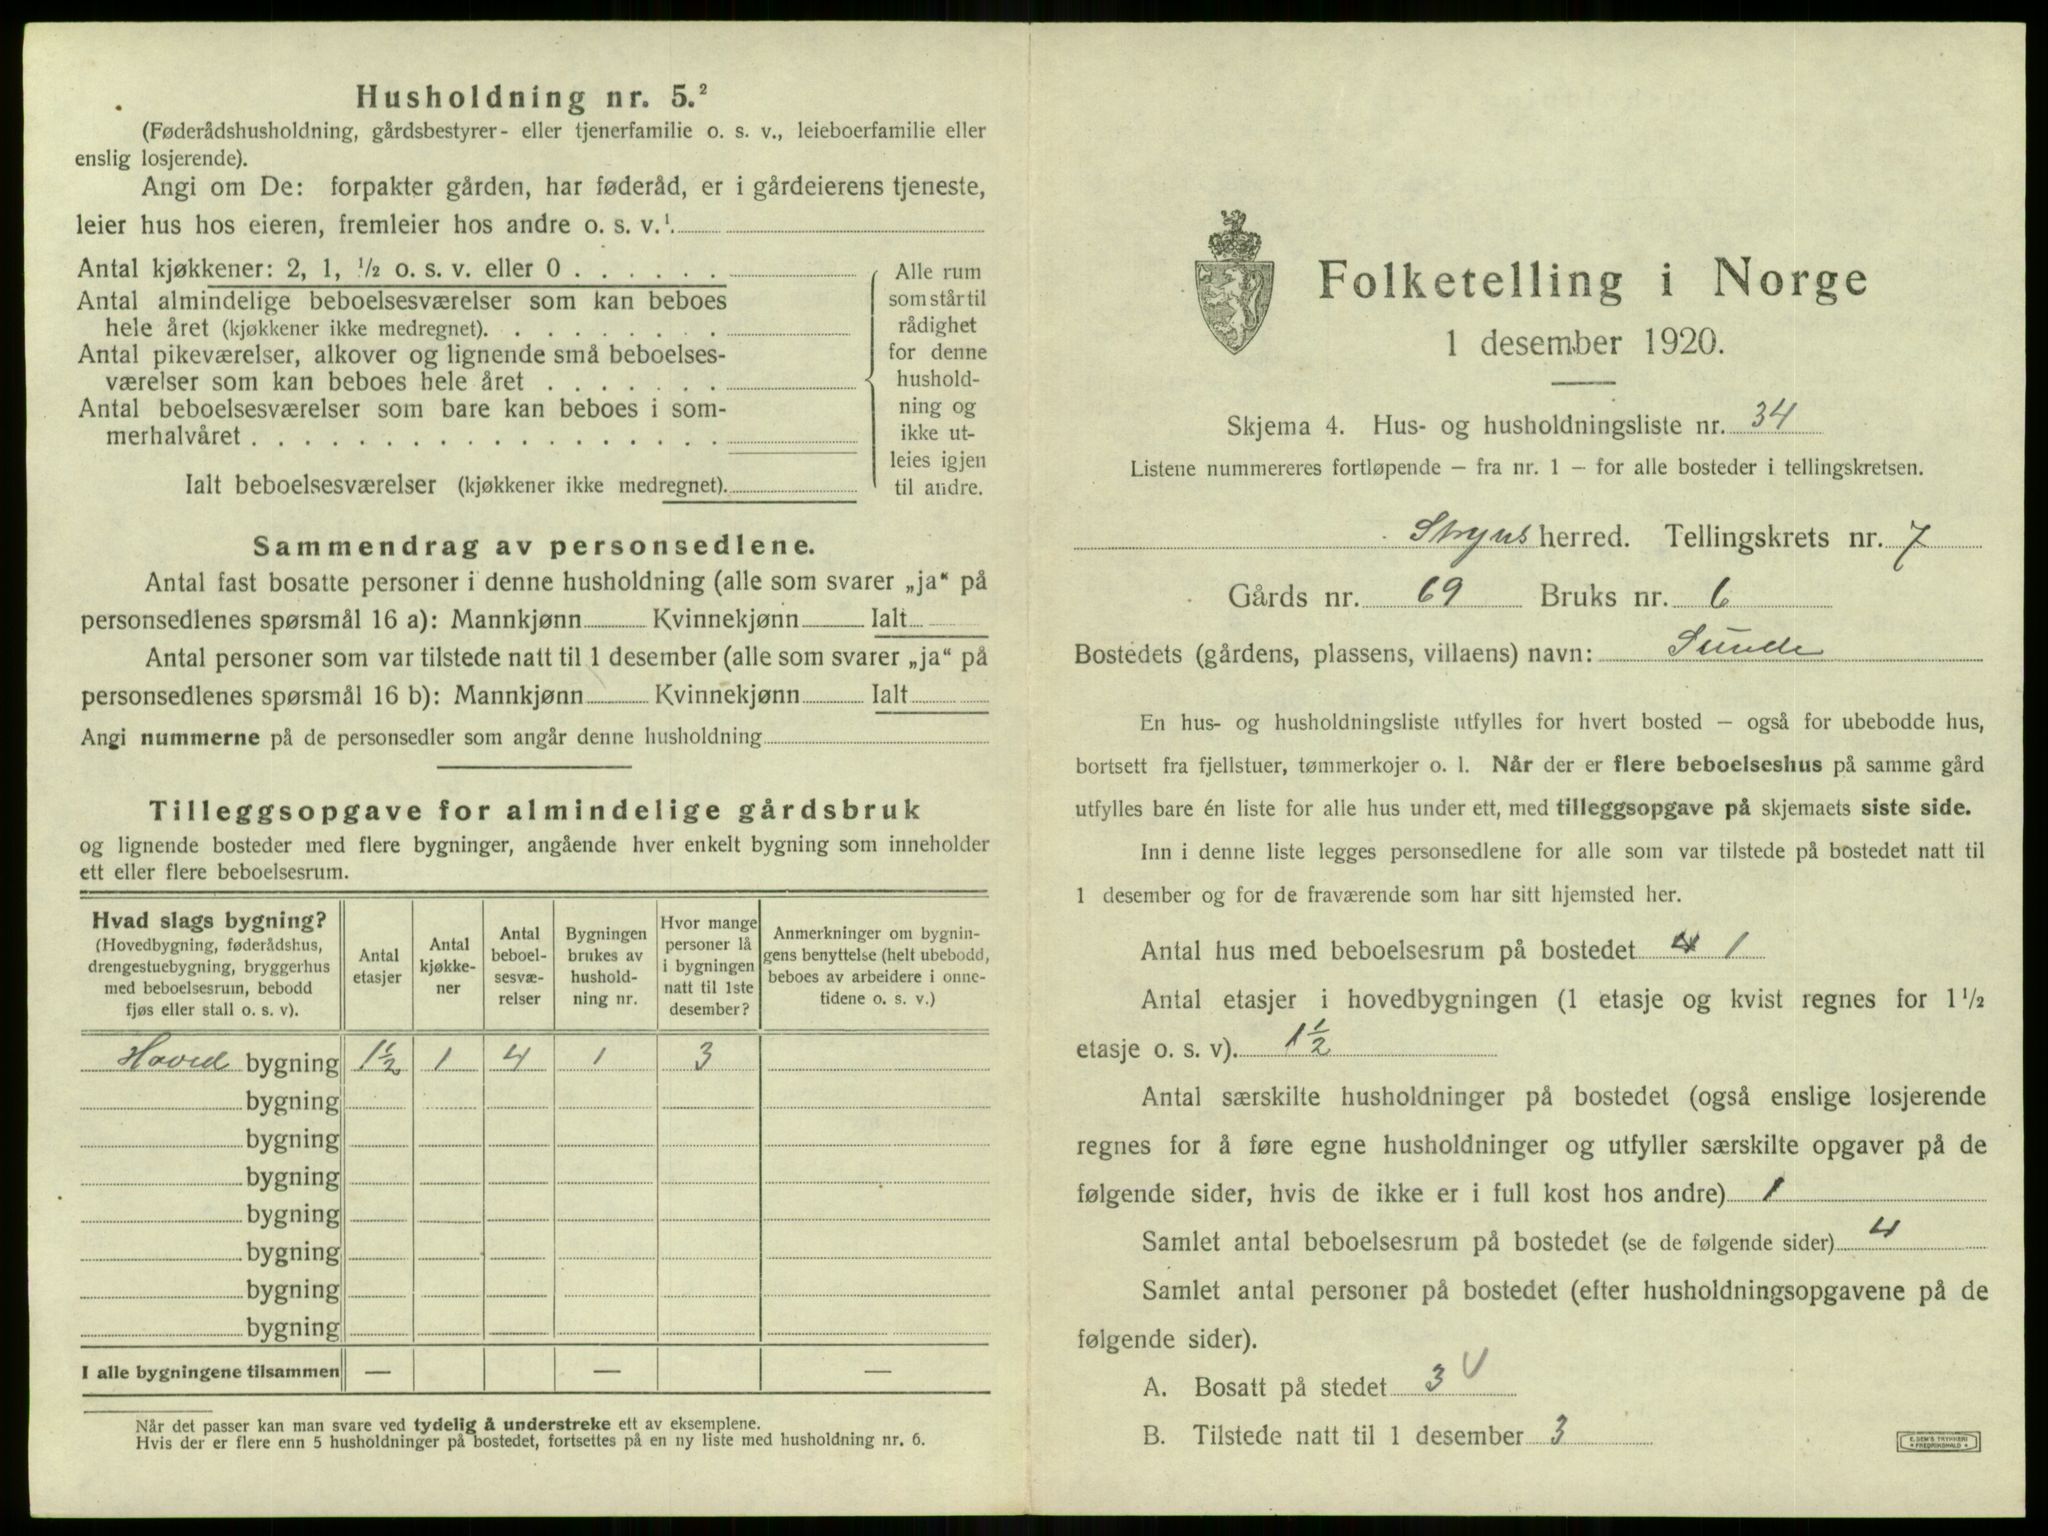 Husholdning nr. 5.²
(Føderådshusholdning, gårdsbestyrer- eller tjenerfamilie o. s. v., leieboerfamilie eller
enslig losjerende).
Angi om De: forpakter gården, har føderåd, er i gårdeierens tjeneste,
leier hus hos eieren, fremleier hos andre o. s. v.¹
Antal kjøkkener: 2, 1, ½ o. s. v. eller 0 . . . . . .
Antal almindelige beboelsesværelser som kan beboes
hele året (kjøkkener ikke medregnet). . . . . . . . .
Antal pikeværelser, alkover og lignende små beboelses-
værelser som kan beboes hele året . . . . . . .
Antal beboelsesværelser som bare kan beboes i som-
merhalvåret . . . . . . . . . . . . . . . . . .
Ialt beboelsesværelser (kjøkkener ikke medregnet).
Alle rum
som står til
rådighet
for denne
hushold-
ning og
ikke ut-
leies igjen
til andre.
Sammendrag av personsedlene.
Antal fast bosatte personer i denne husholdning (alle som svarer „ja“ på
personsedlenes spørsmål 16 a): Mannkjønn Kvinnekjønn Ialt
Antal personer som var tilstede natt til 1 desember (alle som svarer „ja“ på
personsedlenes spørsmål 16 b): Mannkjønn Kvinnekjønn Ialt
Angi nummerne på de personsedler som angår denne husholdning
Tilleggsopgave for almindelige gårdsbruk
og lignende bosteder med flere bygninger, angående hver enkelt bygning som inneholder
ett eller flere beboelsesrum.
Hvad slags bygning?
(Hovedbygning, føderådshus,
drengestuebygning, bryggerhus
med beboelsesrum, bebodd
fjøs eller stall o. s. v).
Antal
etasjer
Antal
kjøkke-
ner
Antal
beboel-
sesvæ-
relser
Bygningen
brukes av
hushold-
ning nr.
Hvor mange
personer lå
i bygningen
natt til 1ste
desember?
Anmerkninger om bygnin-
gens benyttelse (helt ubebodd,
beboes av arbeidere i onne-
tidene o. s. v.)
Hoved bygning 1½ 1 4 1 3
bygning
bygning
bygning
bygning
bygning
bygning
bygning
I alle bygningene tilsammen — — —
Når det passer kan man svare ved tydelig å understreke ett av eksemplene.
Hvis der er flere enn 5 husholdninger på bostedet, fortsettes på en ny liste med husholdning nr. 6.
Folketelling i Norge
1 desember 1920.
Skjema 4. Hus- og husholdningsliste nr. 34
Listene nummereres fortløpende – fra nr. 1 – for alle bosteder i tellingskretsen.
Stryns herred. Tellingskrets nr. 7
Gårds nr. 69 Bruks nr. 6
Bostedets (gårdens, plassens, villaens) navn: Sunde
En hus- og husholdningsliste utfylles for hvert bosted – også for ubebodde hus,
bortsett fra fjellstuer, tømmerkojer o. l. Når der er flere beboelseshus på samme gård
utfylles bare én liste for alle hus under ett, med tilleggsopgave på skjemaets siste side.
Inn i denne liste legges personsedlene for alle som var tilstede på bostedet natt til
1 desember og for de fraværende som har sitt hjemsted her.
Antal hus med beboelsesrum på bostedet 4 1
Antal etasjer i hovedbygningen (1 etasje og kvist regnes for 1 ½
etasje o. s. v). 1½
Antal særskilte husholdninger på bostedet (også enslige losjerende
regnes for å føre egne husholdninger og utfyller særskilte opgaver på de
følgende sider, hvis de ikke er i full kost hos andre) 1
Samlet antal beboelsesrum på bostedet (se de følgende sider) 4
Samlet antal personer på bostedet (efter husholdningsopgavene på de
følgende sider).
A. Bosatt på stedet 3
B. Tilstede natt til 1 desember 3
E. SEM'S TRYKKERI
FREDRIKSHALD